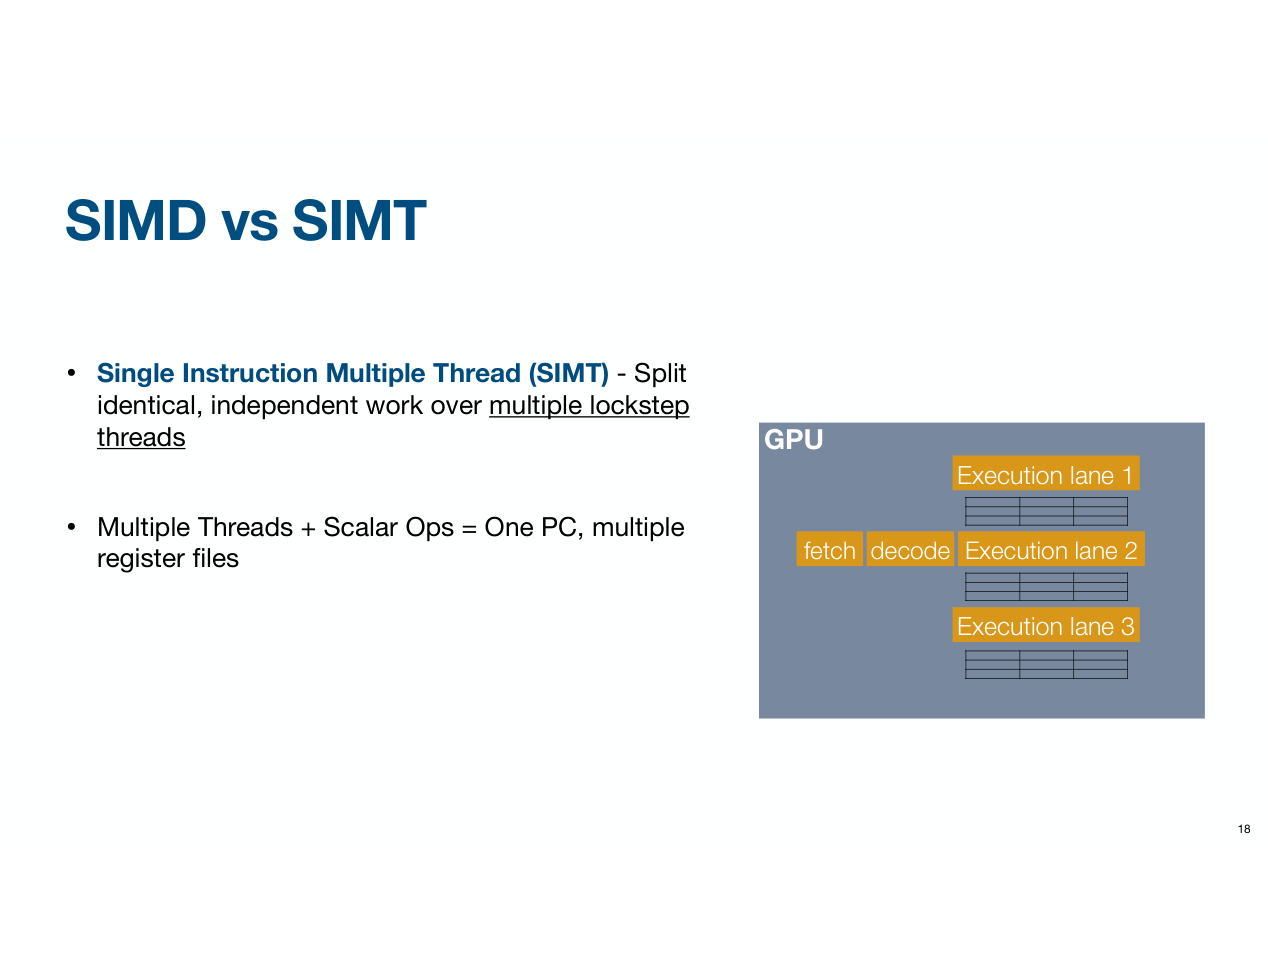 SIMD vs SIMT
• Single Instruction Multiple Thread (SIMT) - Split
identical, independent work over multiple lockstep
threads
• Multiple Threads + Scalar Ops = One PC, multiple
register files
GPU
Execution lane 1
fetch decode Execution lane 2
Execution lane 3
18